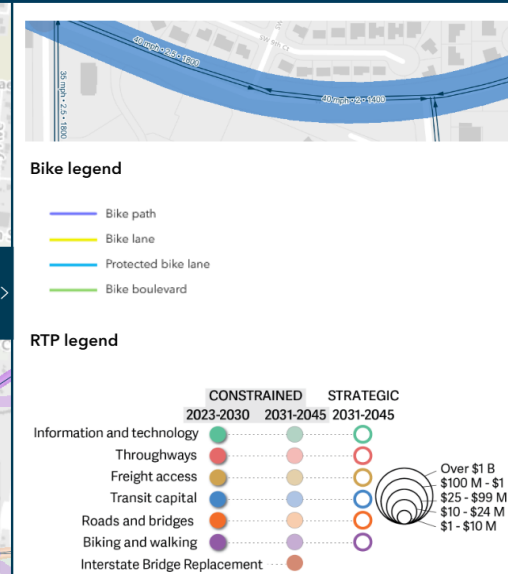 SW 8th Ct
40 mph • 2.5 • 1800
40 mph • 2 • 1400
35 mph • 2.5 • 1800
Bike legend
Bike path
Bike lane
Protected bike lane
Bike boulevard
RTP legend
CONSTRAINED STRATEGIC
2023-2030 2031-2045 2031-2045
Information and technology
Throughways
Freight access
Transit capital
Roads and bridges
Biking and walking
Interstate Bridge Replacement
Over $1 B
$100 M - $1
$25 - $99 M
$10 - $24 M
$1 - $10 M